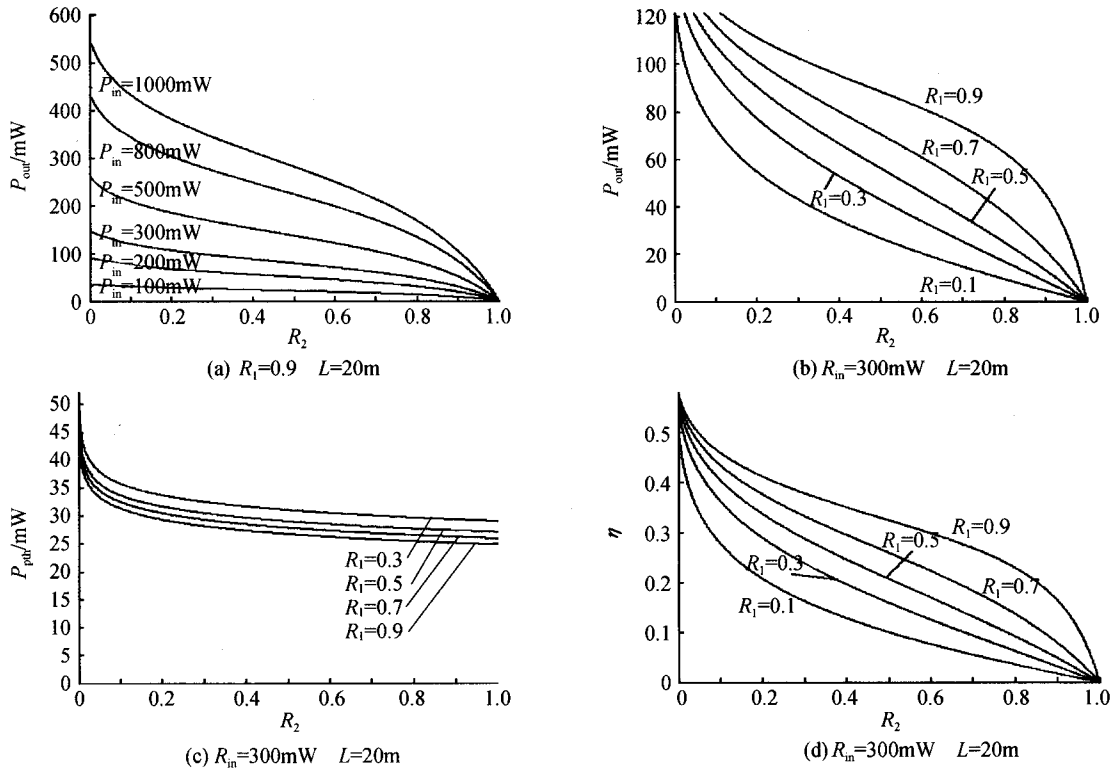 600
500
400
300
200
100
0
P_out/mW
P_in=1000mW
P_in=800mW
P_in=500mW
P_in=300mW
P_in=200mW
P_in=100mW
0 0.2 0.4 0.6 0.8 1.0
R_2
(a) R_1=0.9 L=20m
120
100
80
60
40
20
0
P_out/mW
R_1=0.9
R_1=0.7
R_1=0.5
R_1=0.3
R_1=0.1
0 0.2 0.4 0.6 0.8 1.0
R_2
(b) R_in=300mW L=20m
50
45
40
35
30
25
20
15
10
5
0
P_pth/mW
R_1=0.3
R_1=0.5
R_1=0.7
R_1=0.9
0 0.2 0.4 0.6 0.8 1.0
R_2
(c) R_in=300mW L=20m
0.5
0.4
0.3
0.2
0.1
0
η
R_1=0.9
R_1=0.5
R_1=0.3
R_1=0.7
R_1=0.1
0 0.2 0.4 0.6 0.8 1.0
R_2
(d) R_in=300mW L=20m